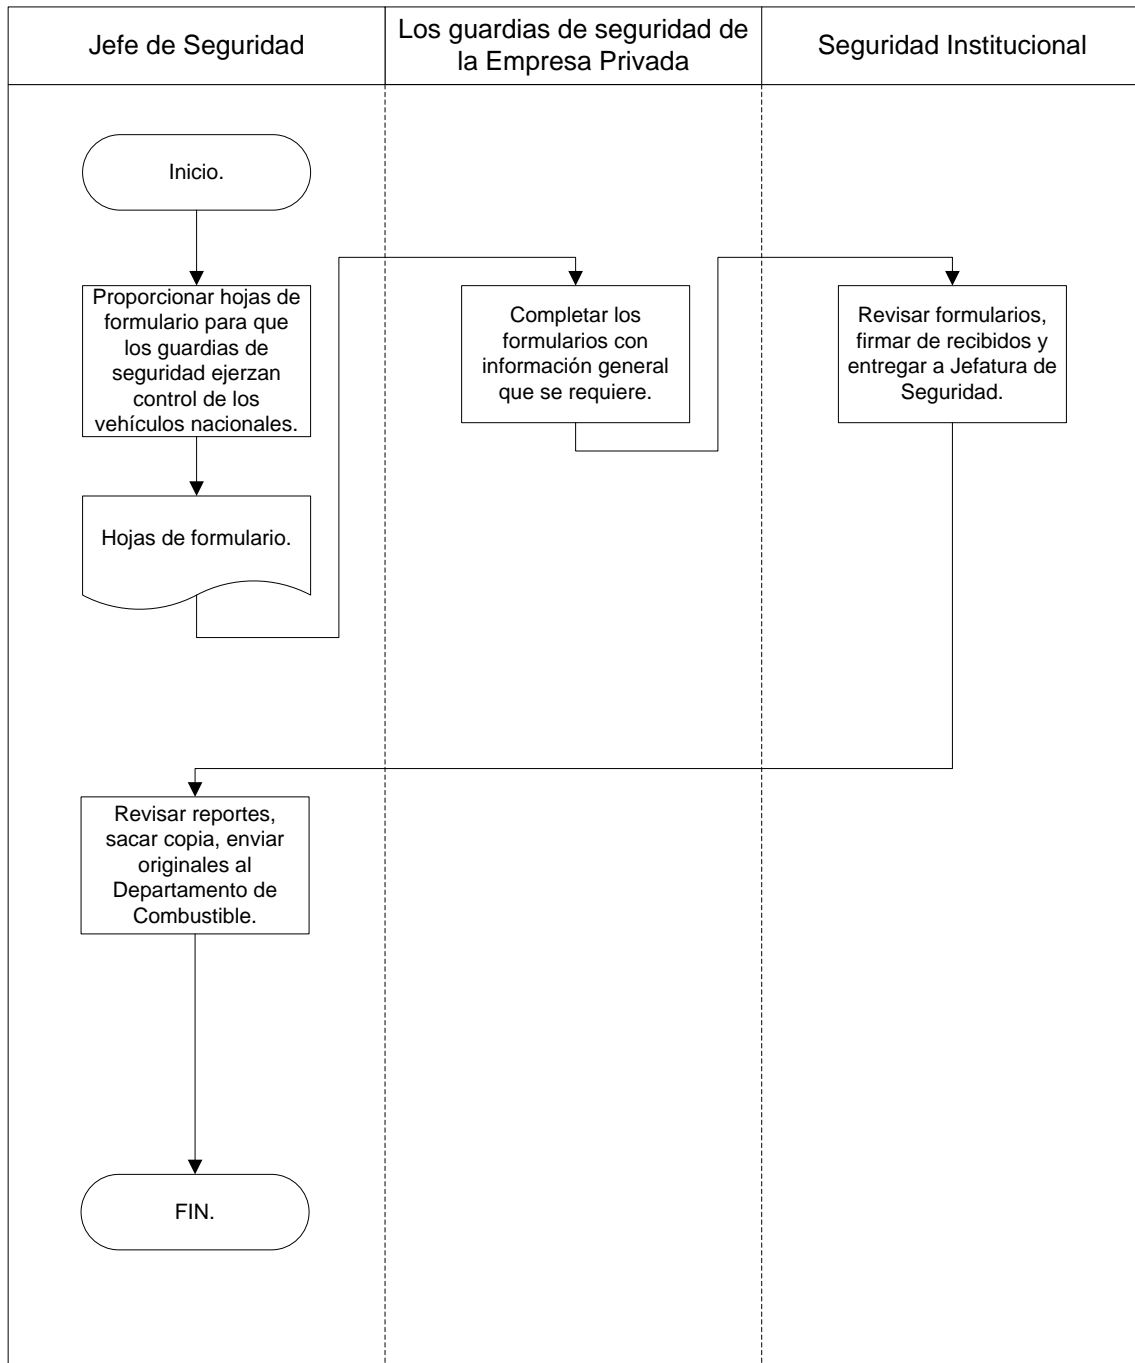 Jefe de Seguridad
Los guardias de seguridad de
la Empresa Privada
Seguridad Institucional
Inicio.
Proporcionar hojas de
formulario para que
los guardias de
seguridad ejerzan
control de los
vehículos nacionales.
Hojas de formulario.
Completar los
formularios con
información general
que se requiere.
Revisar formularios,
firmar de recibidos y
entregar a Jefatura de
Seguridad.
Revisar reportes,
sacar copia, enviar
originales al
Departamento de
Combustible.
FIN.